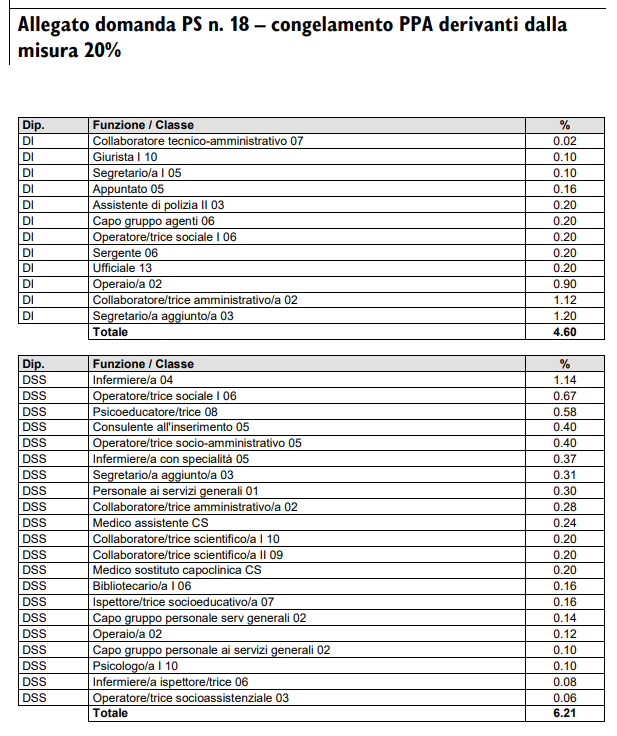 Allegato domanda PS n. 18 – congelamento PPA derivanti dalla
misura 20%
Dip. Funzione / Classe %
DI Collaboratore tecnico-amministrativo 07 0.02
DI Giurista I 10 0.10
DI Segretario/a I 05 0.10
DI Appuntato 05 0.16
DI Assistente di polizia II 03 0.20
DI Capo gruppo agenti 06 0.20
DI Operatore/trice sociale I 06 0.20
DI Sergente 06 0.20
DI Ufficiale 13 0.20
DI Operaio/a 02 0.90
DI Collaboratore/trice amministrativo/a 02 1.12
DI Segretario/a aggiunto/a 03 1.20
Totale 4.60
Dip. Funzione / Classe %
DSS Infermiere/a 04 1.14
DSS Operatore/trice sociale I 06 0.67
DSS Psicoeducatore/trice 08 0.58
DSS Consulente all'inserimento 05 0.40
DSS Operatore/trice socio-amministrativo 05 0.40
DSS Infermiere/a con specialità 05 0.37
DSS Segretario/a aggiunto/a 03 0.31
DSS Personale ai servizi generali 01 0.30
DSS Collaboratore/trice amministrativo/a 02 0.28
DSS Medico assistente CS 0.24
DSS Collaboratore/trice scientifico/a I 10 0.20
DSS Collaboratore/trice scientifico/a II 09 0.20
DSS Medico sostituto capoclinica CS 0.20
DSS Bibliotecario/a I 06 0.16
DSS Ispettore/trice socioeducativo/a 07 0.16
DSS Capo gruppo personale serv generali 02 0.14
DSS Operaio/a 02 0.12
DSS Capo gruppo personale ai servizi generali 02 0.10
DSS Psicologo/a I 10 0.10
DSS Infermiere/a ispettore/trice 06 0.08
DSS Operatore/trice socioassistenziale 03 0.06
Totale 6.21